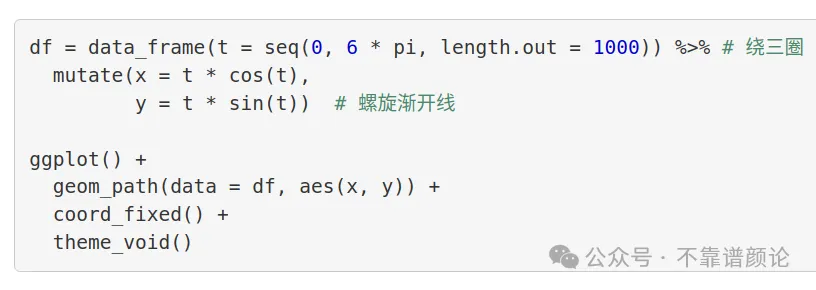 df = data_frame(t = seq(0, 6 * pi, length.out = 1000)) %>% # 绕三圈
  mutate(x = t * cos(t),
         y = t * sin(t))  # 螺旋渐开线
ggplot() +
  geom_path(data = df, aes(x, y)) +
  coord_fixed() +
  theme_void()
公众号 · 不靠谱颜论